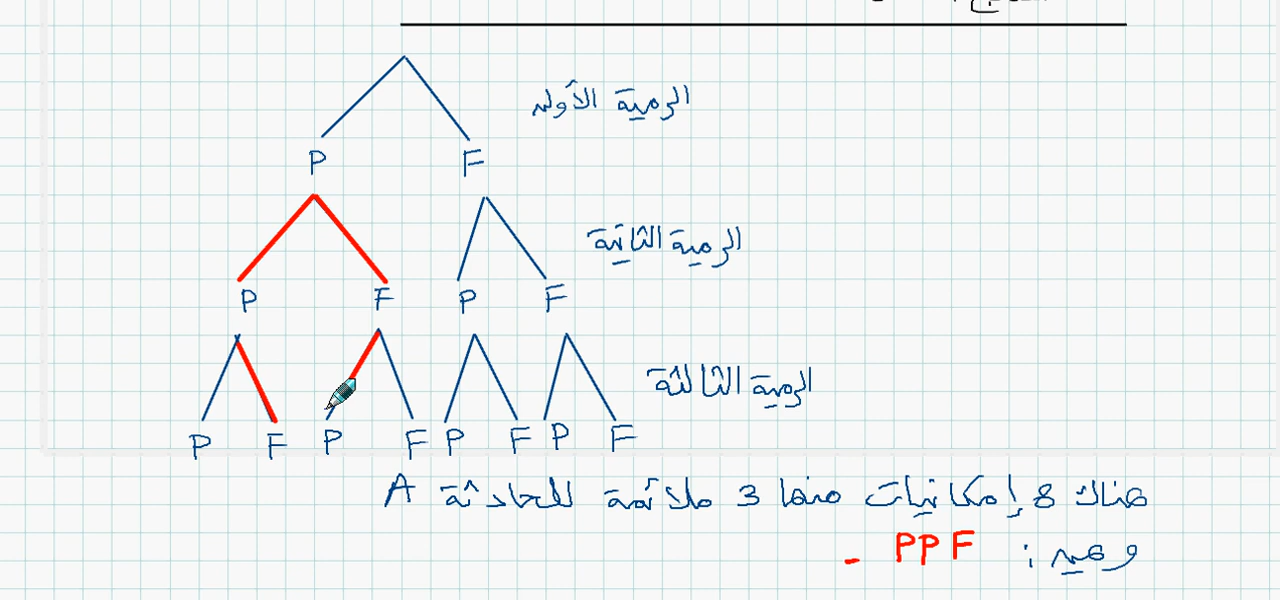 الرمية الأولى
P F
الرمية الثانية
P F P F
الرمية الثالثة
P F P F P F P F
هناك 8 إمكانيات منها 3 ملائمة للحادثة A
وهي : PPF -